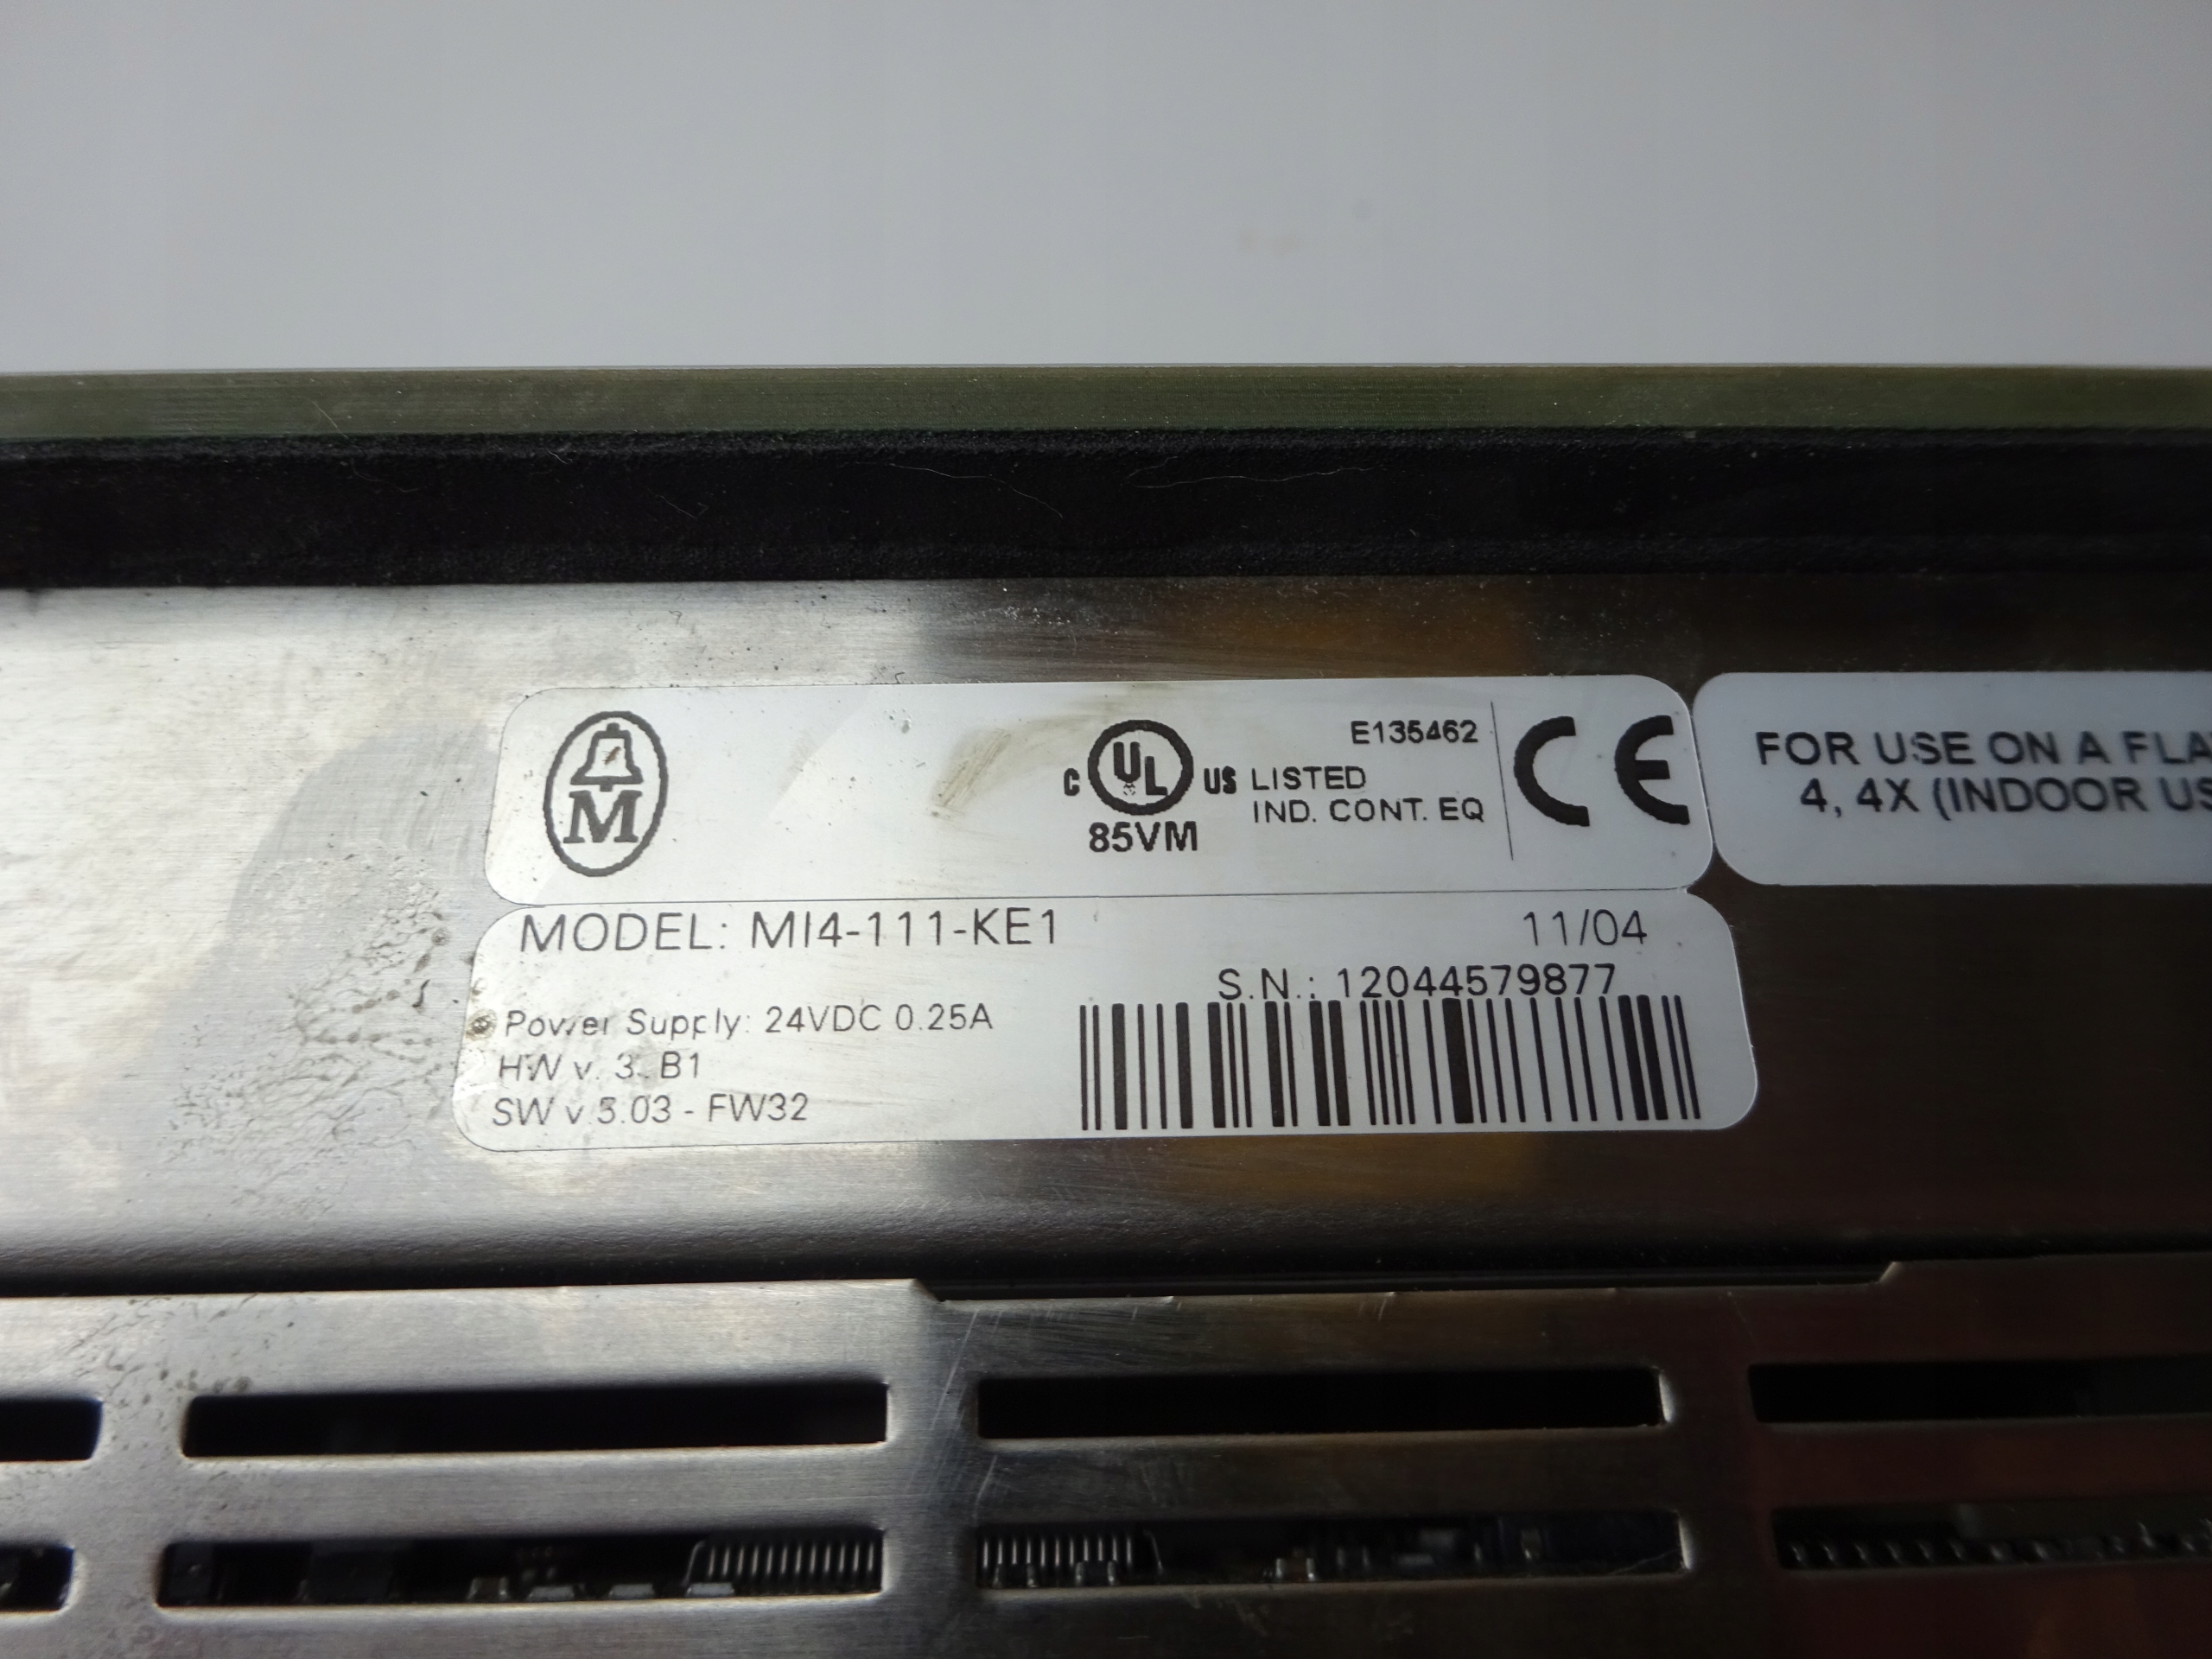 M
C UL US
85VM
E135462
LISTED
IND. CONT. EQ
CE
FOR USE ON A FLA
4, 4X (INDOOR US
MODEL: MI4-111-KE1
11/04
S.N.: 12044579877
Power Supply: 24VDC 0.25A
HW v. 3. B1
SW v.5.03 - FW32